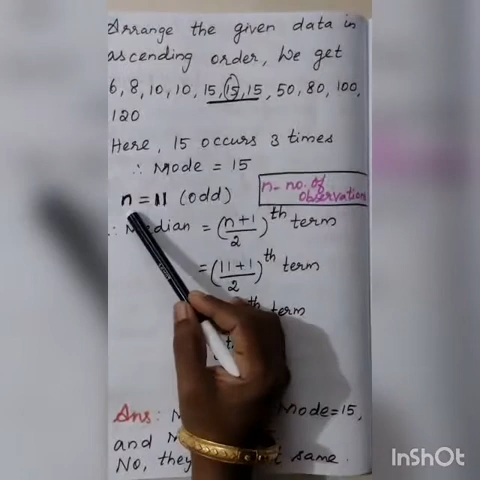 Arrange the given data in
ascending order, We get
6, 8, 10, 10, 15, 15, 15, 50, 80, 100,
120
Here, 15 occurs 3 times
∴ Mode = 15
n = 11 (odd)
n - no. of
observation
∴ Median = (n+1/2)th term
= (11+1/2)th term
th term
Ans: Mode=15,
and
No, they same.
InShOt